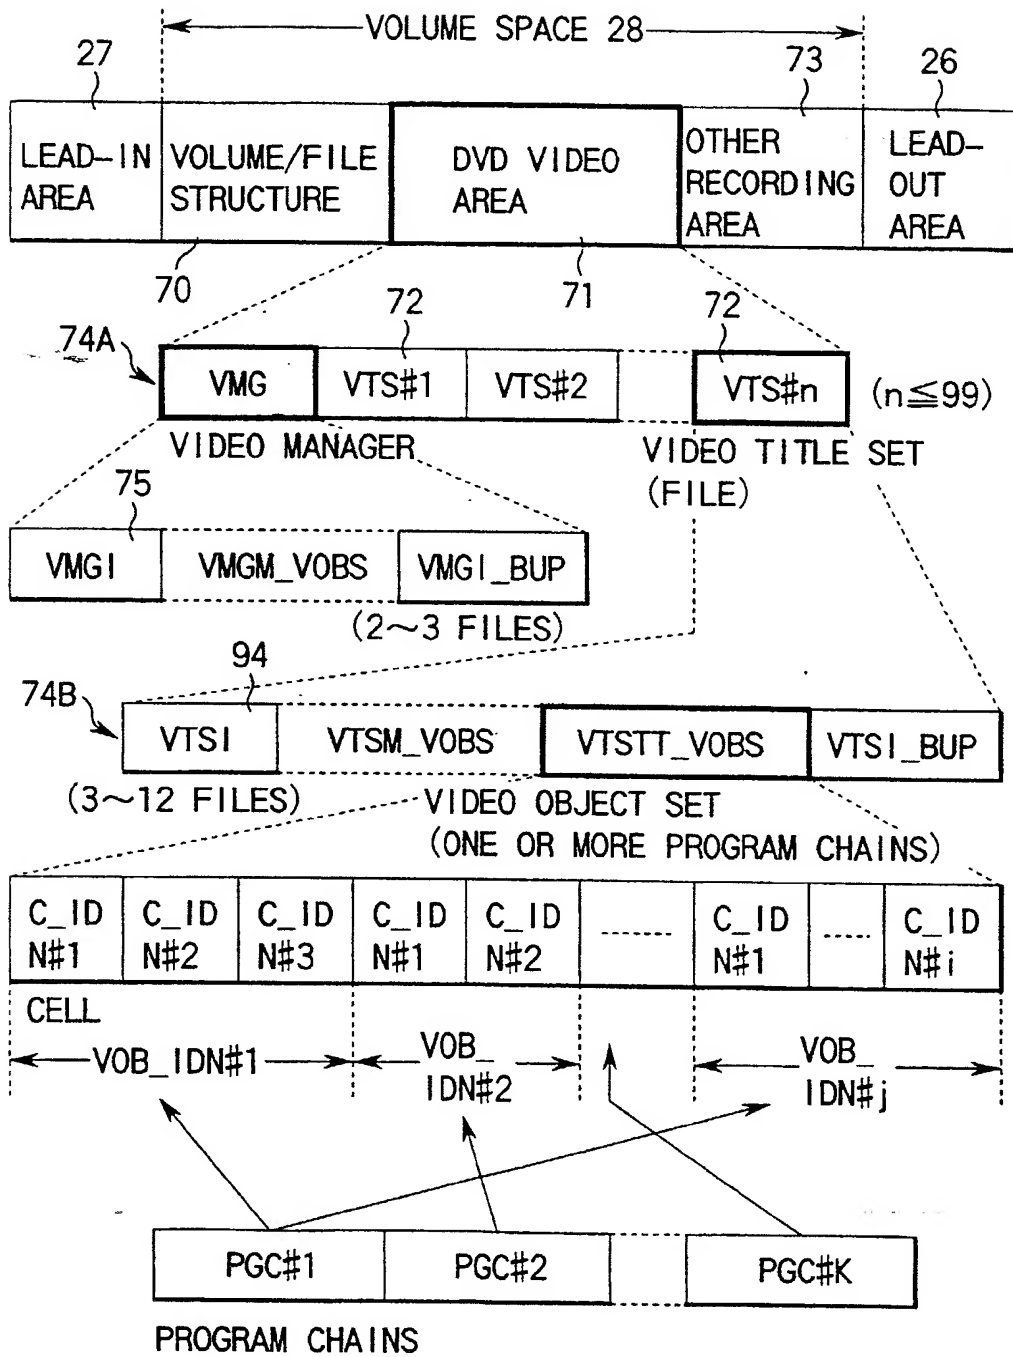 VOLUME SPACE 28
27
73
26
LEAD-IN
AREA
VOLUME/FILE
STRUCTURE
DVD VIDEO
AREA
OTHER
RECORDING
AREA
LEAD-
OUT
AREA
70
71
72
72
74A
VMG
VTS#1
VTS#2
VTS#n
(n≦99)
VIDEO MANAGER
VIDEO TITLE SET
(FILE)
75
VMGI
VMGM_VOBS
VMGI_BUP
(2~3 FILES)
94
74B
VTSI
VTSM_VOBS
VTSTT_VOBS
VTSI_BUP
(3~12 FILES)
VIDEO OBJECT SET
(ONE OR MORE PROGRAM CHAINS)
C_ID
N#1
C_ID
N#2
C_ID
N#3
C_ID
N#1
C_ID
N#2
C_ID
N#1
C_ID
N#i
CELL
VOB_IDN#1
VOB_
IDN#2
VOB_
IDN#j
PGC#1
PGC#2
PGC#K
PROGRAM CHAINS